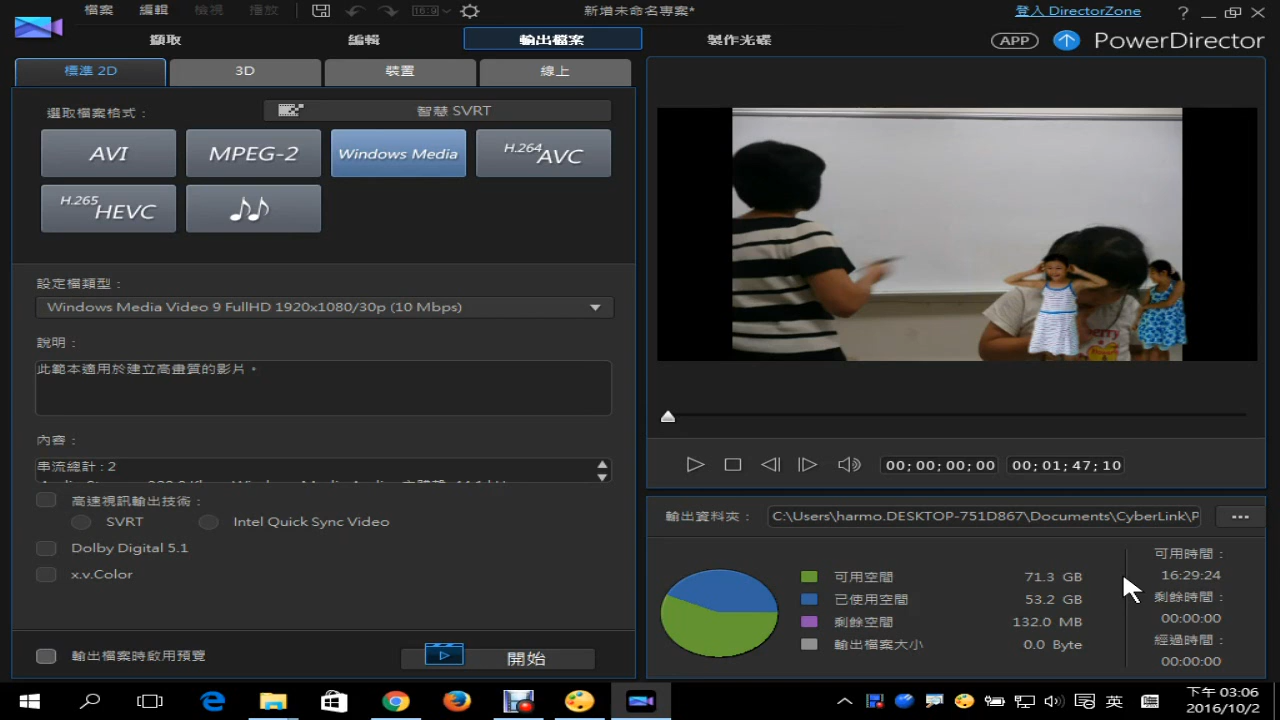 檔案 編輯 檢視 播放 16:9 新增未命名專案* 登入 DirectorZone ?
擷取 編輯 輸出檔案 製作光碟 APP PowerDirector
標準 2D 3D 裝置 線上
選取檔案格式： 智慧 SVRT
AVI MPEG-2 Windows Media H.264 AVC
H.265 HEVC
設定檔類型：
Windows Media Video 9 FullHD 1920x1080/30p (10 Mbps)
說明：
此範本適用於建立高畫質的影片。
內容：
串流總計 : 2
高速視訊輸出技術：
SVRT Intel Quick Sync Video
Dolby Digital 5.1
x.v.Color
輸出檔案時啟用預覽 開始
00;00;00;00 00;01;47;10
輸出資料夾： C:\Users\harmo.DESKTOP-751D867\Documents\CyberLink\P ...
可用空間 71.3 GB
已使用空間 53.2 GB
剩餘空間 132.0 MB
輸出檔案大小 0.0 Byte
可用時間：
16:29:24
剩餘時間：
00:00:00
經過時間：
00:00:00
英 下午 03:06
2016/10/2